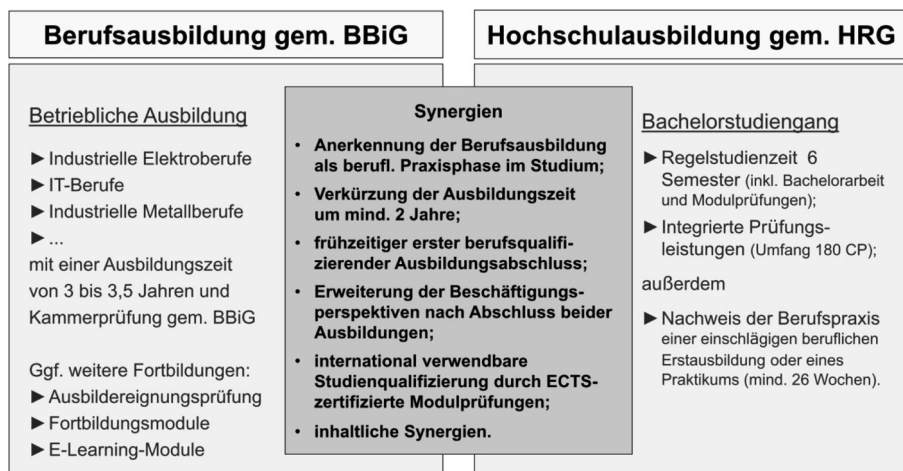 Berufsausbildung gem. BBiG
Hochschulausbildung gem. HRG
Betriebliche Ausbildung
►Industrielle Elektroberufe
►IT-Berufe
►Industrielle Metallberufe
►...
mit einer Ausbildungszeit
von 3 bis 3,5 Jahren und
Kammerprüfung gem. BBiG
Ggf. weitere Fortbildungen:
►Ausbildereignungsprüfung
►Fortbildungsmodule
►E-Learning-Module
Synergien
• Anerkennung der Berufsausbildung
als berufl. Praxisphase im Studium;
• Verkürzung der Ausbildungszeit
um mind. 2 Jahre;
• frühzeitiger erster berufsqualifi-
zierender Ausbildungsabschluss;
• Erweiterung der Beschäftigungs-
perspektiven nach Abschluss beider
Ausbildungen;
• international verwendbare
Studienqualifizierung durch ECTS-
zertifizierte Modulprüfungen;
• inhaltliche Synergien.
Bachelorstudiengang
►Regelstudienzeit 6
Semester (inkl. Bachelorarbeit
und Modulprüfungen);
►Integrierte Prüfungs-
leistungen (Umfang 180 CP);
außerdem
►Nachweis der Berufspraxis
einer einschlägigen beruflichen
Erstausbildung oder eines
Praktikums (mind. 26 Wochen).